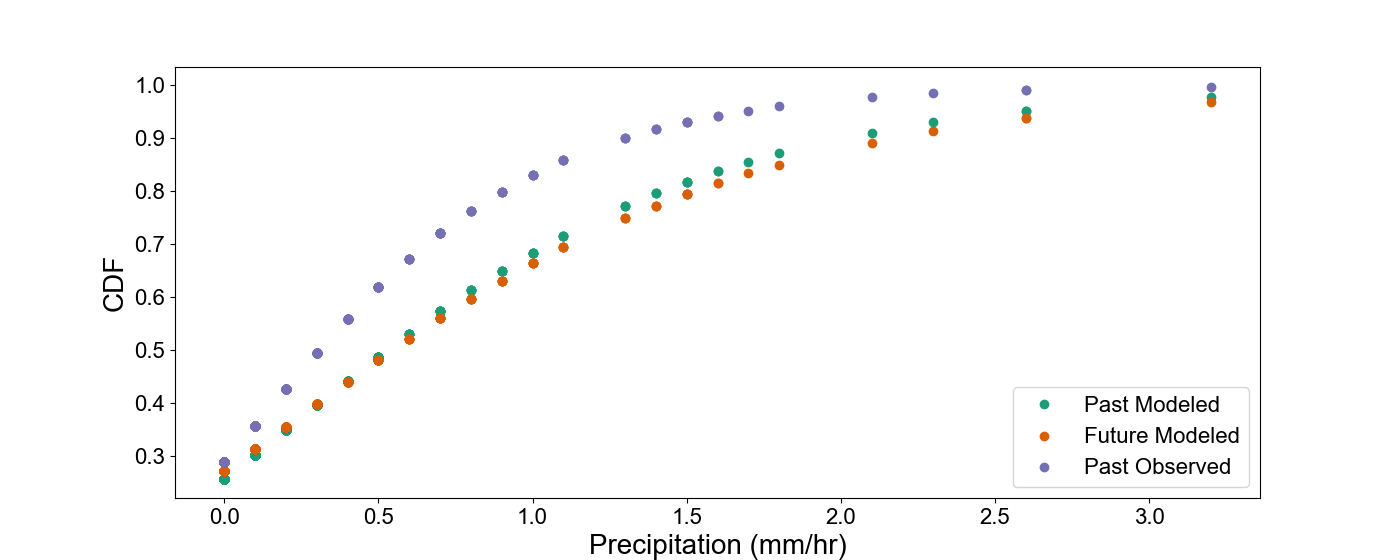 1.0
0.9
0.8
0.7
0.6
0.5
0.4
0.3
CDF
Past Modeled
Future Modeled
Past Observed
0.0 0.5 1.0 1.5 2.0 2.5 3.0
Precipitation (mm/hr)